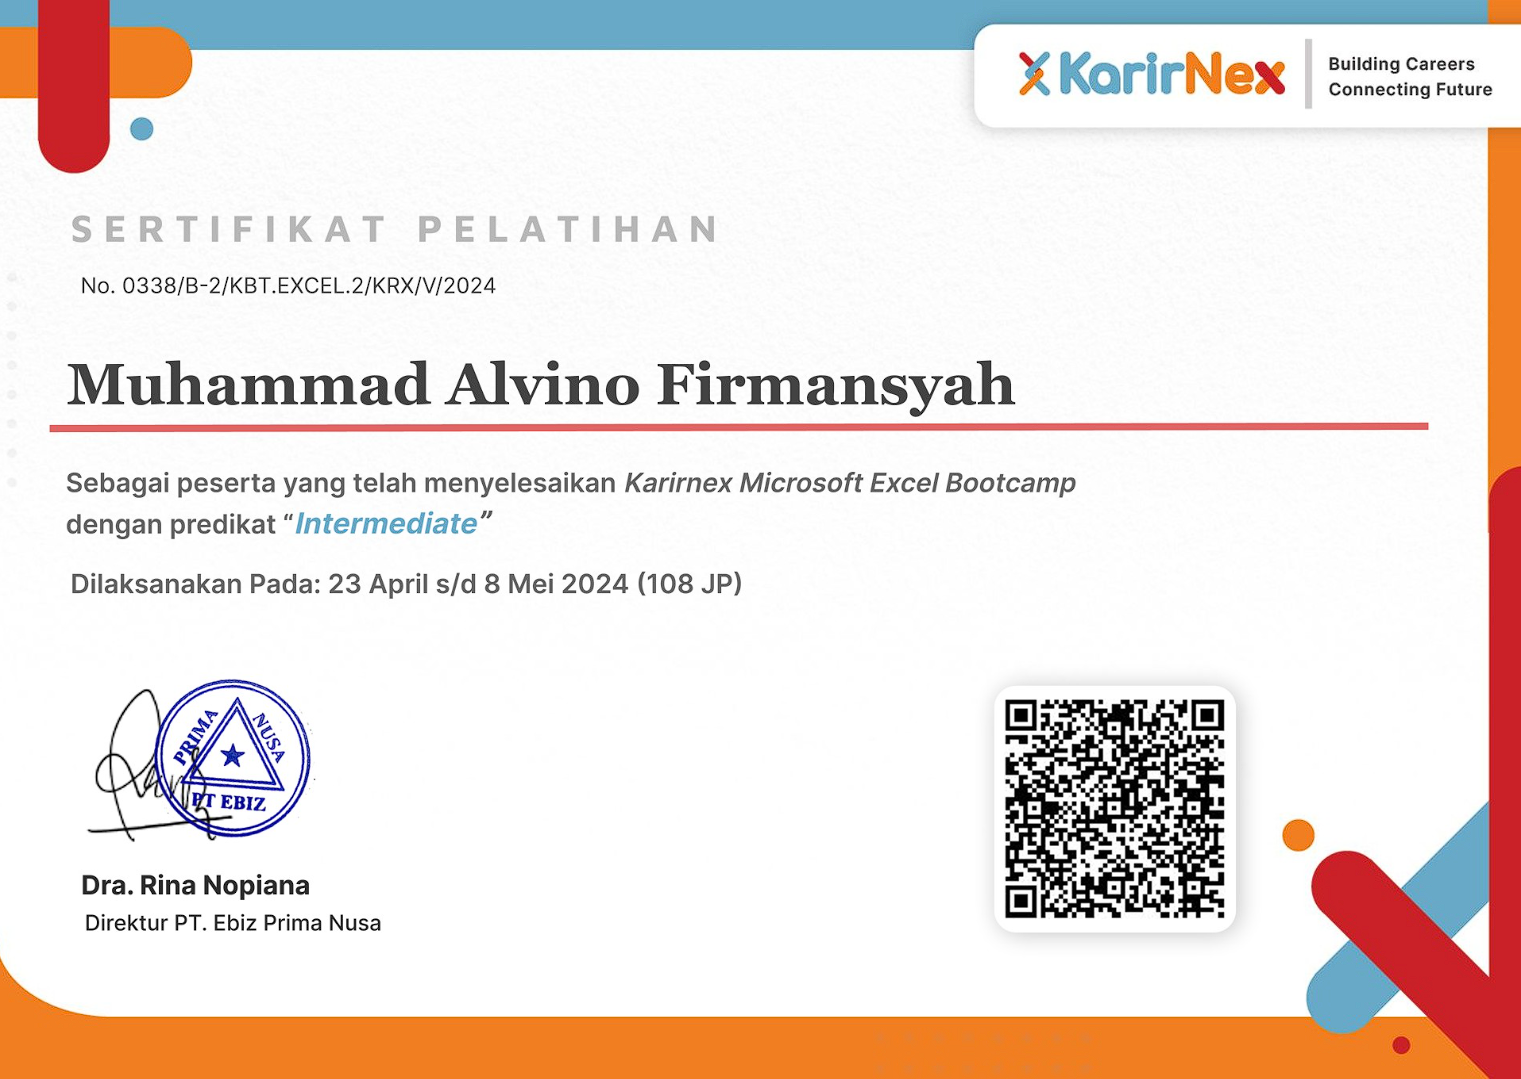 KarirNex
Building Careers
Connecting Future
SERTIFIKAT PELATIHAN
No. 0338/B-2/KBT.EXCEL.2/KRX/V/2024
Muhammad Alvino Firmansyah
Sebagai peserta yang telah menyelesaikan Karirnex Microsoft Excel Bootcamp
dengan predikat “Intermediate”
Dilaksanakan Pada: 23 April s/d 8 Mei 2024 (108 JP)
PRIMA NUSA
PT EBIZ
Dra. Rina Nopiana
Direktur PT. Ebiz Prima Nusa